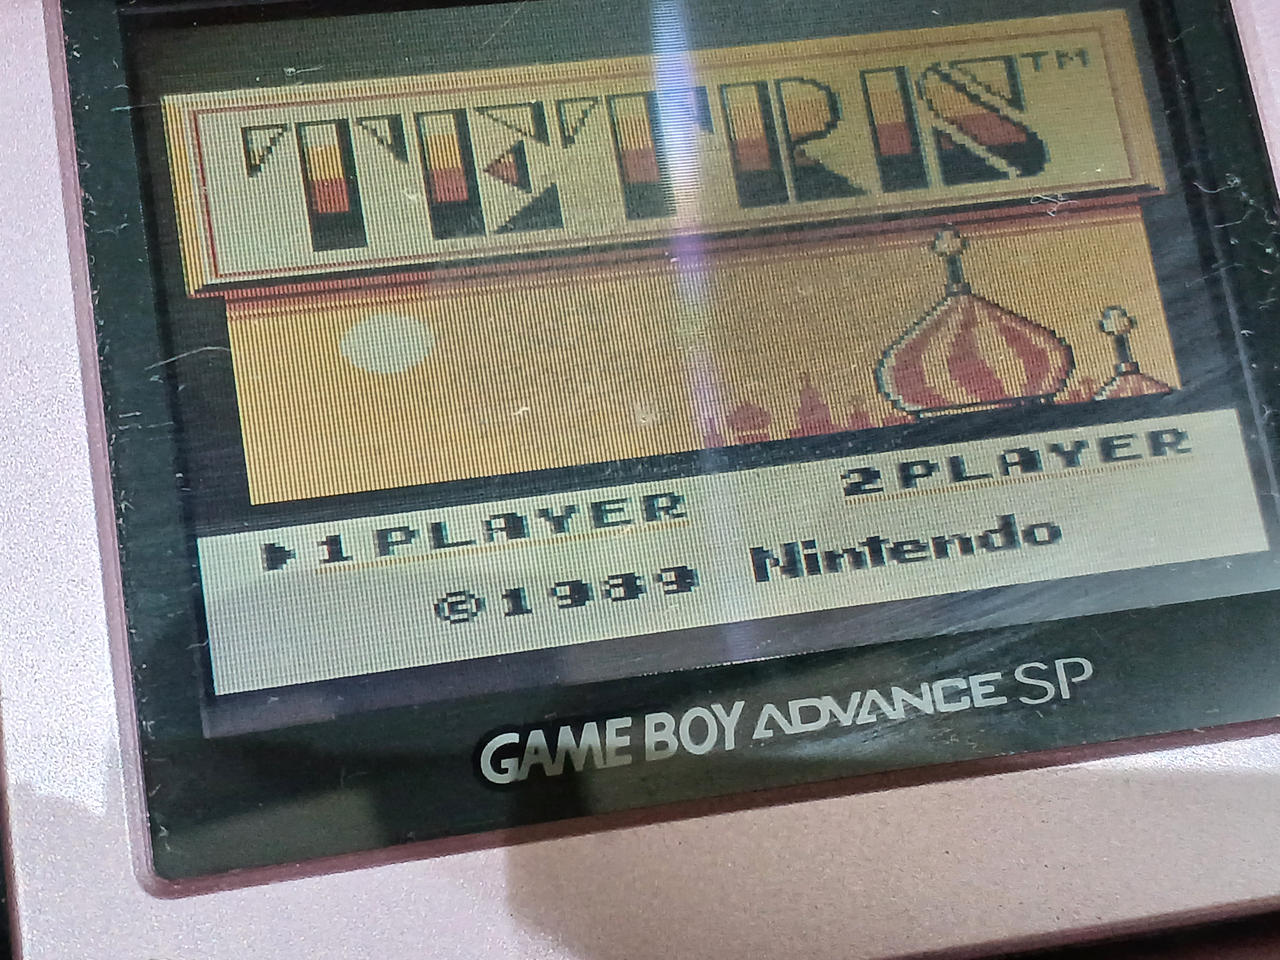 TETRIS™
▶1PLAYER 2PLAYER
©1989 Nintendo
GAME BOY ADVANCE SP